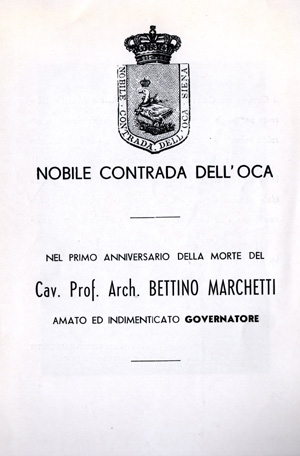 NOBILE CONTRADA DELL'OCA SIENA
NOBILE CONTRADA DELL'OCA
NEL PRIMO ANNIVERSARIO DELLA MORTE DEL
Cav. Prof. Arch. BETTINO MARCHETTI
AMATO ED INDIMENTICATO GOVERNATORE